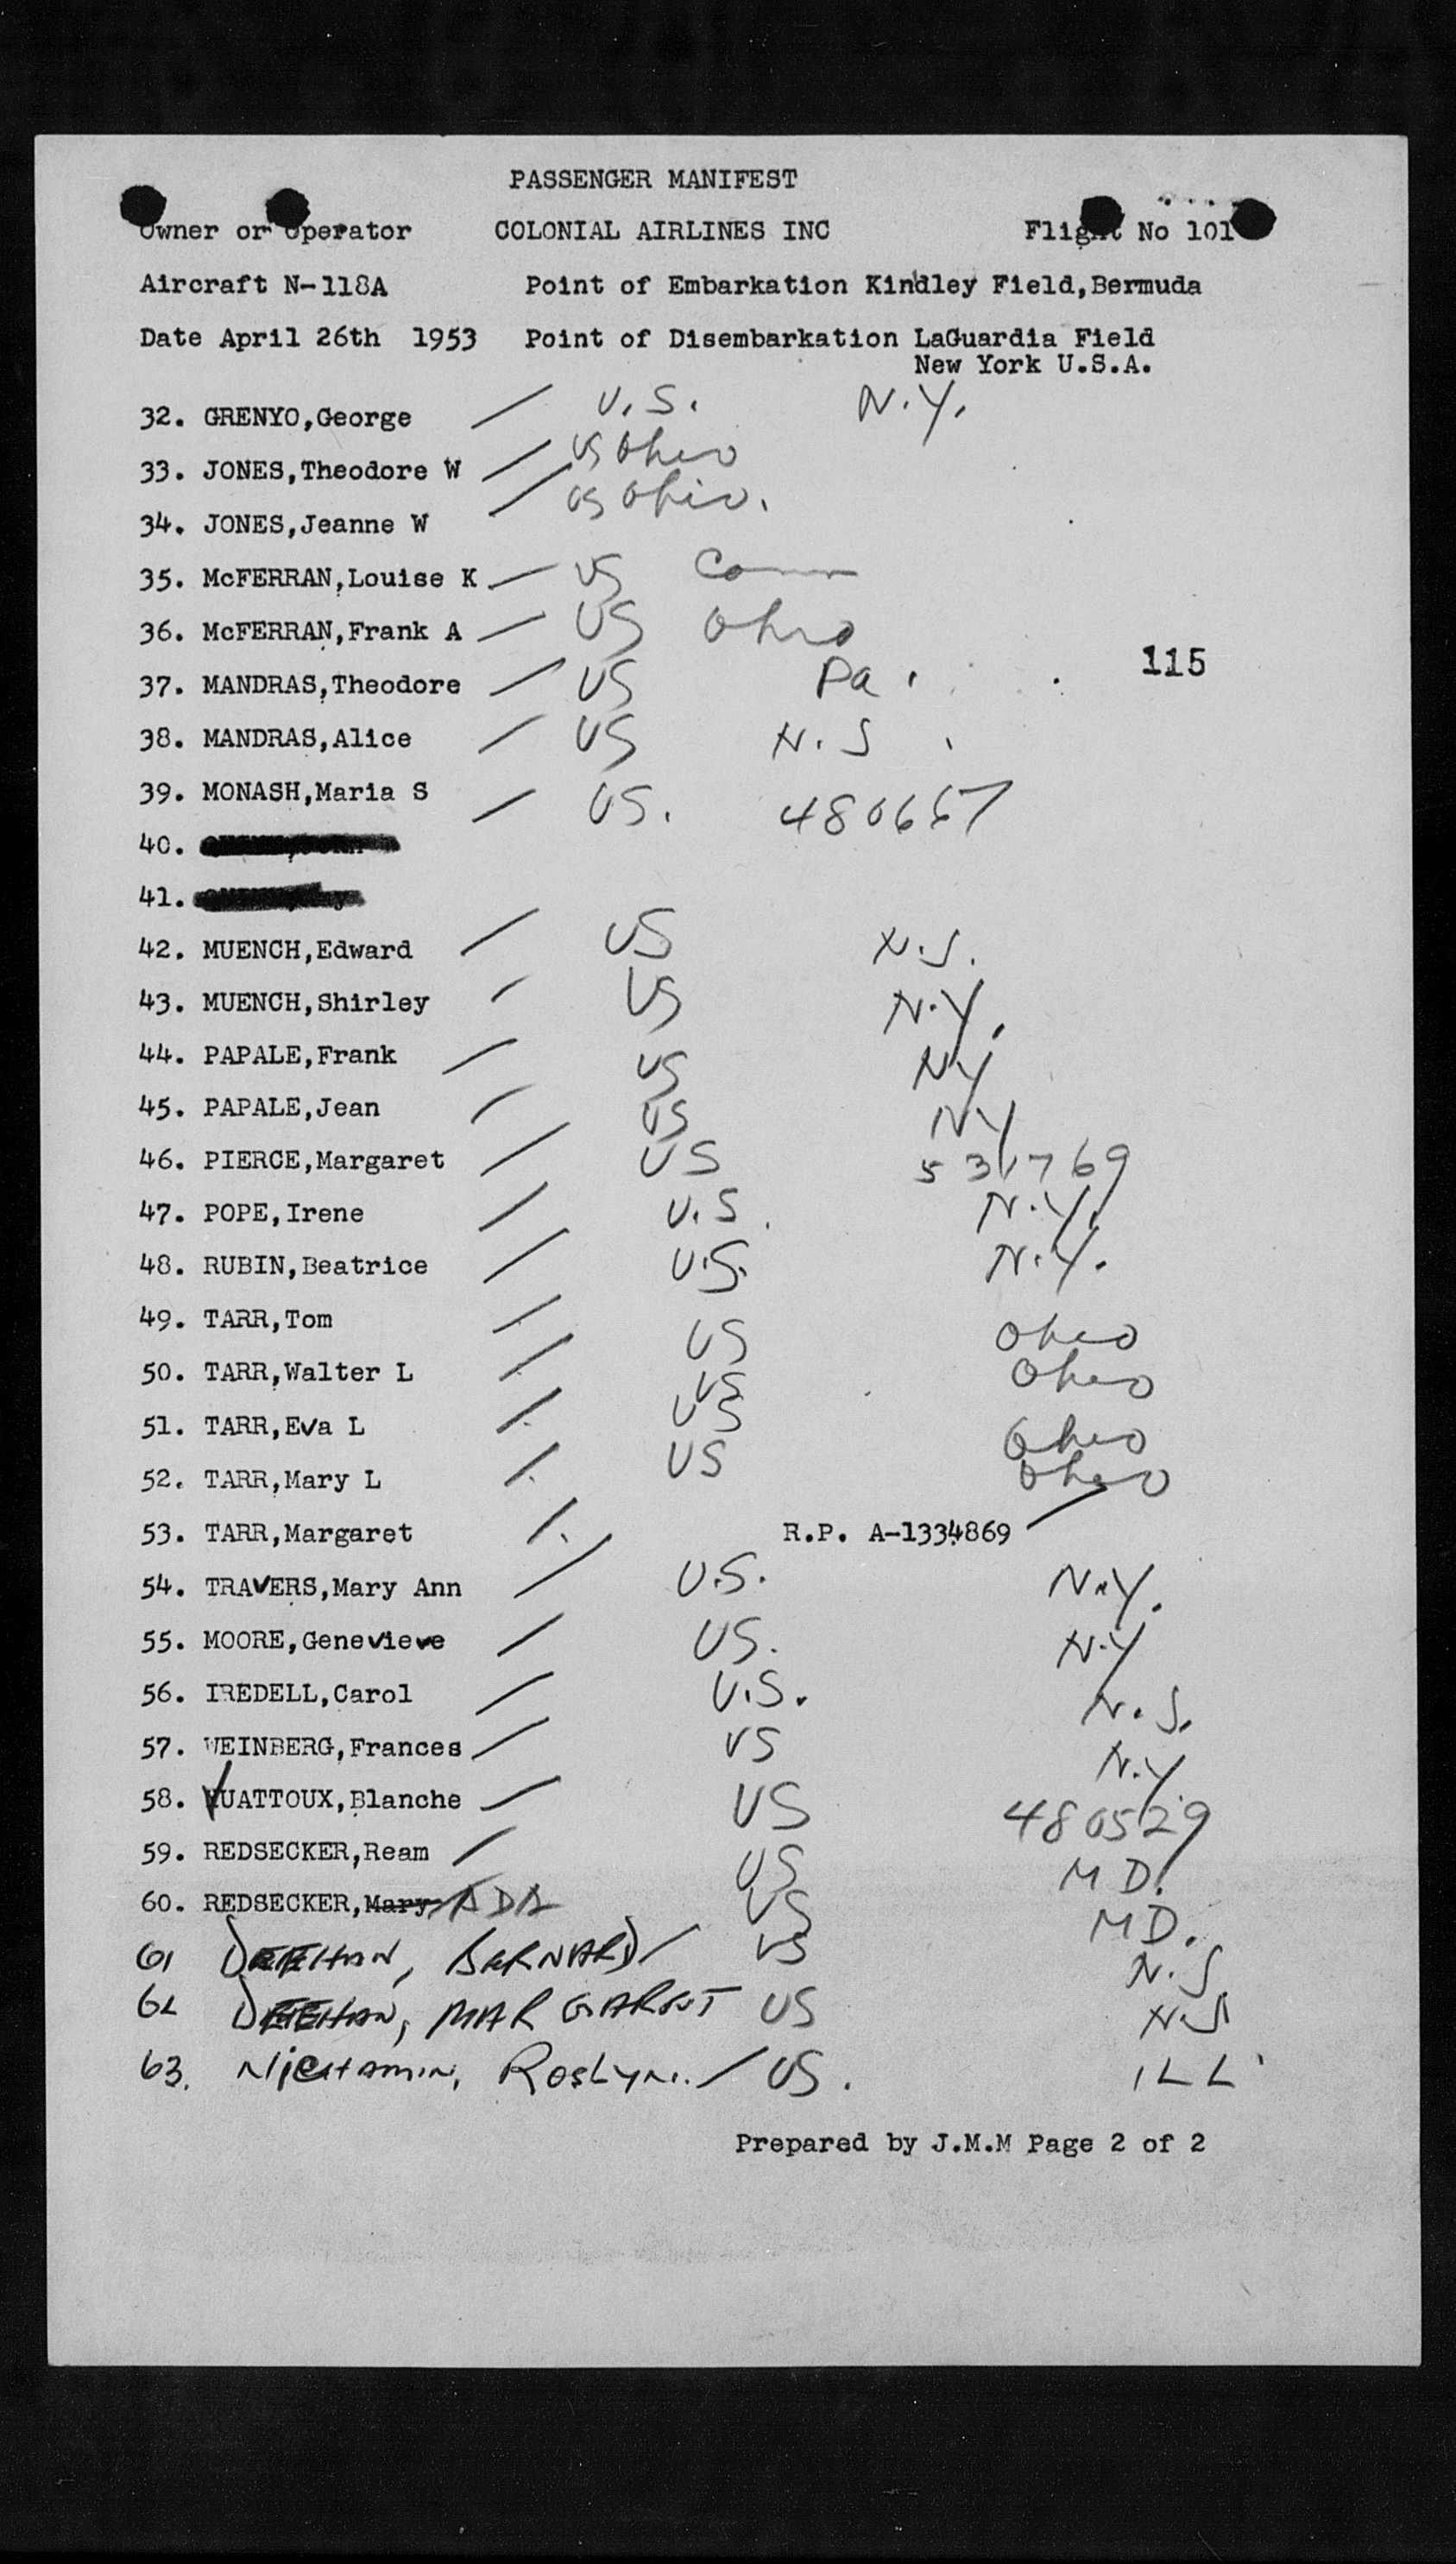 PASSENGER MANIFEST
Owner or Operator COLONIAL AIRLINES INC Flight No 101
Aircraft N-118A Point of Embarkation Kindley Field,Bermuda
Date April 26th 1953 Point of Disembarkation LaGuardia Field
New York U.S.A.
32. GRENYO,George / U.S. N.Y.
33. JONES,Theodore W / US Ohio
34. JONES,Jeanne W / US Ohio.
35. McFERRAN,Louise K / US Conn
36. McFERRAN,Frank A / US Ohio
115
37. MANDRAS,Theodore / US Pa.
38. MANDRAS,Alice / US N.J.
39. MONASH,Maria S / US. 480667
40.
41.
42. MUENCH,Edward / US N.J.
43. MUENCH,Shirley / US N.Y.
44. PAPALE,Frank / US NY
45. PAPALE,Jean / US NY
46. PIERCE,Margaret / US 531769
47. POPE,Irene / U.S. N.Y.
48. RUBIN,Beatrice / U.S. N.Y.
49. TARR,Tom / US Ohio
50. TARR,Walter L / US Ohio
51. TARR,Eva L / US Ohio
52. TARR,Mary L / US Ohio
53. TARR,Margaret / R.P. A-1334869
54. TRAVERS,Mary Ann / U.S. N.Y.
55. MOORE,Genevieve / US. N.Y
56. IREDELL,Carol / U.S. N.J.
57. WEINBERG,Frances / US N.Y.
58. VUATTOUX,Blanche / US 480529
59. REDSECKER,Ream / US MD.
60. REDSECKER,Mary ADA US MD.
61 BERNARD / US N.J.
62 MARGARET US N.J.
63. Roslyn. / US. ILL
Prepared by J.M.M Page 2 of 2